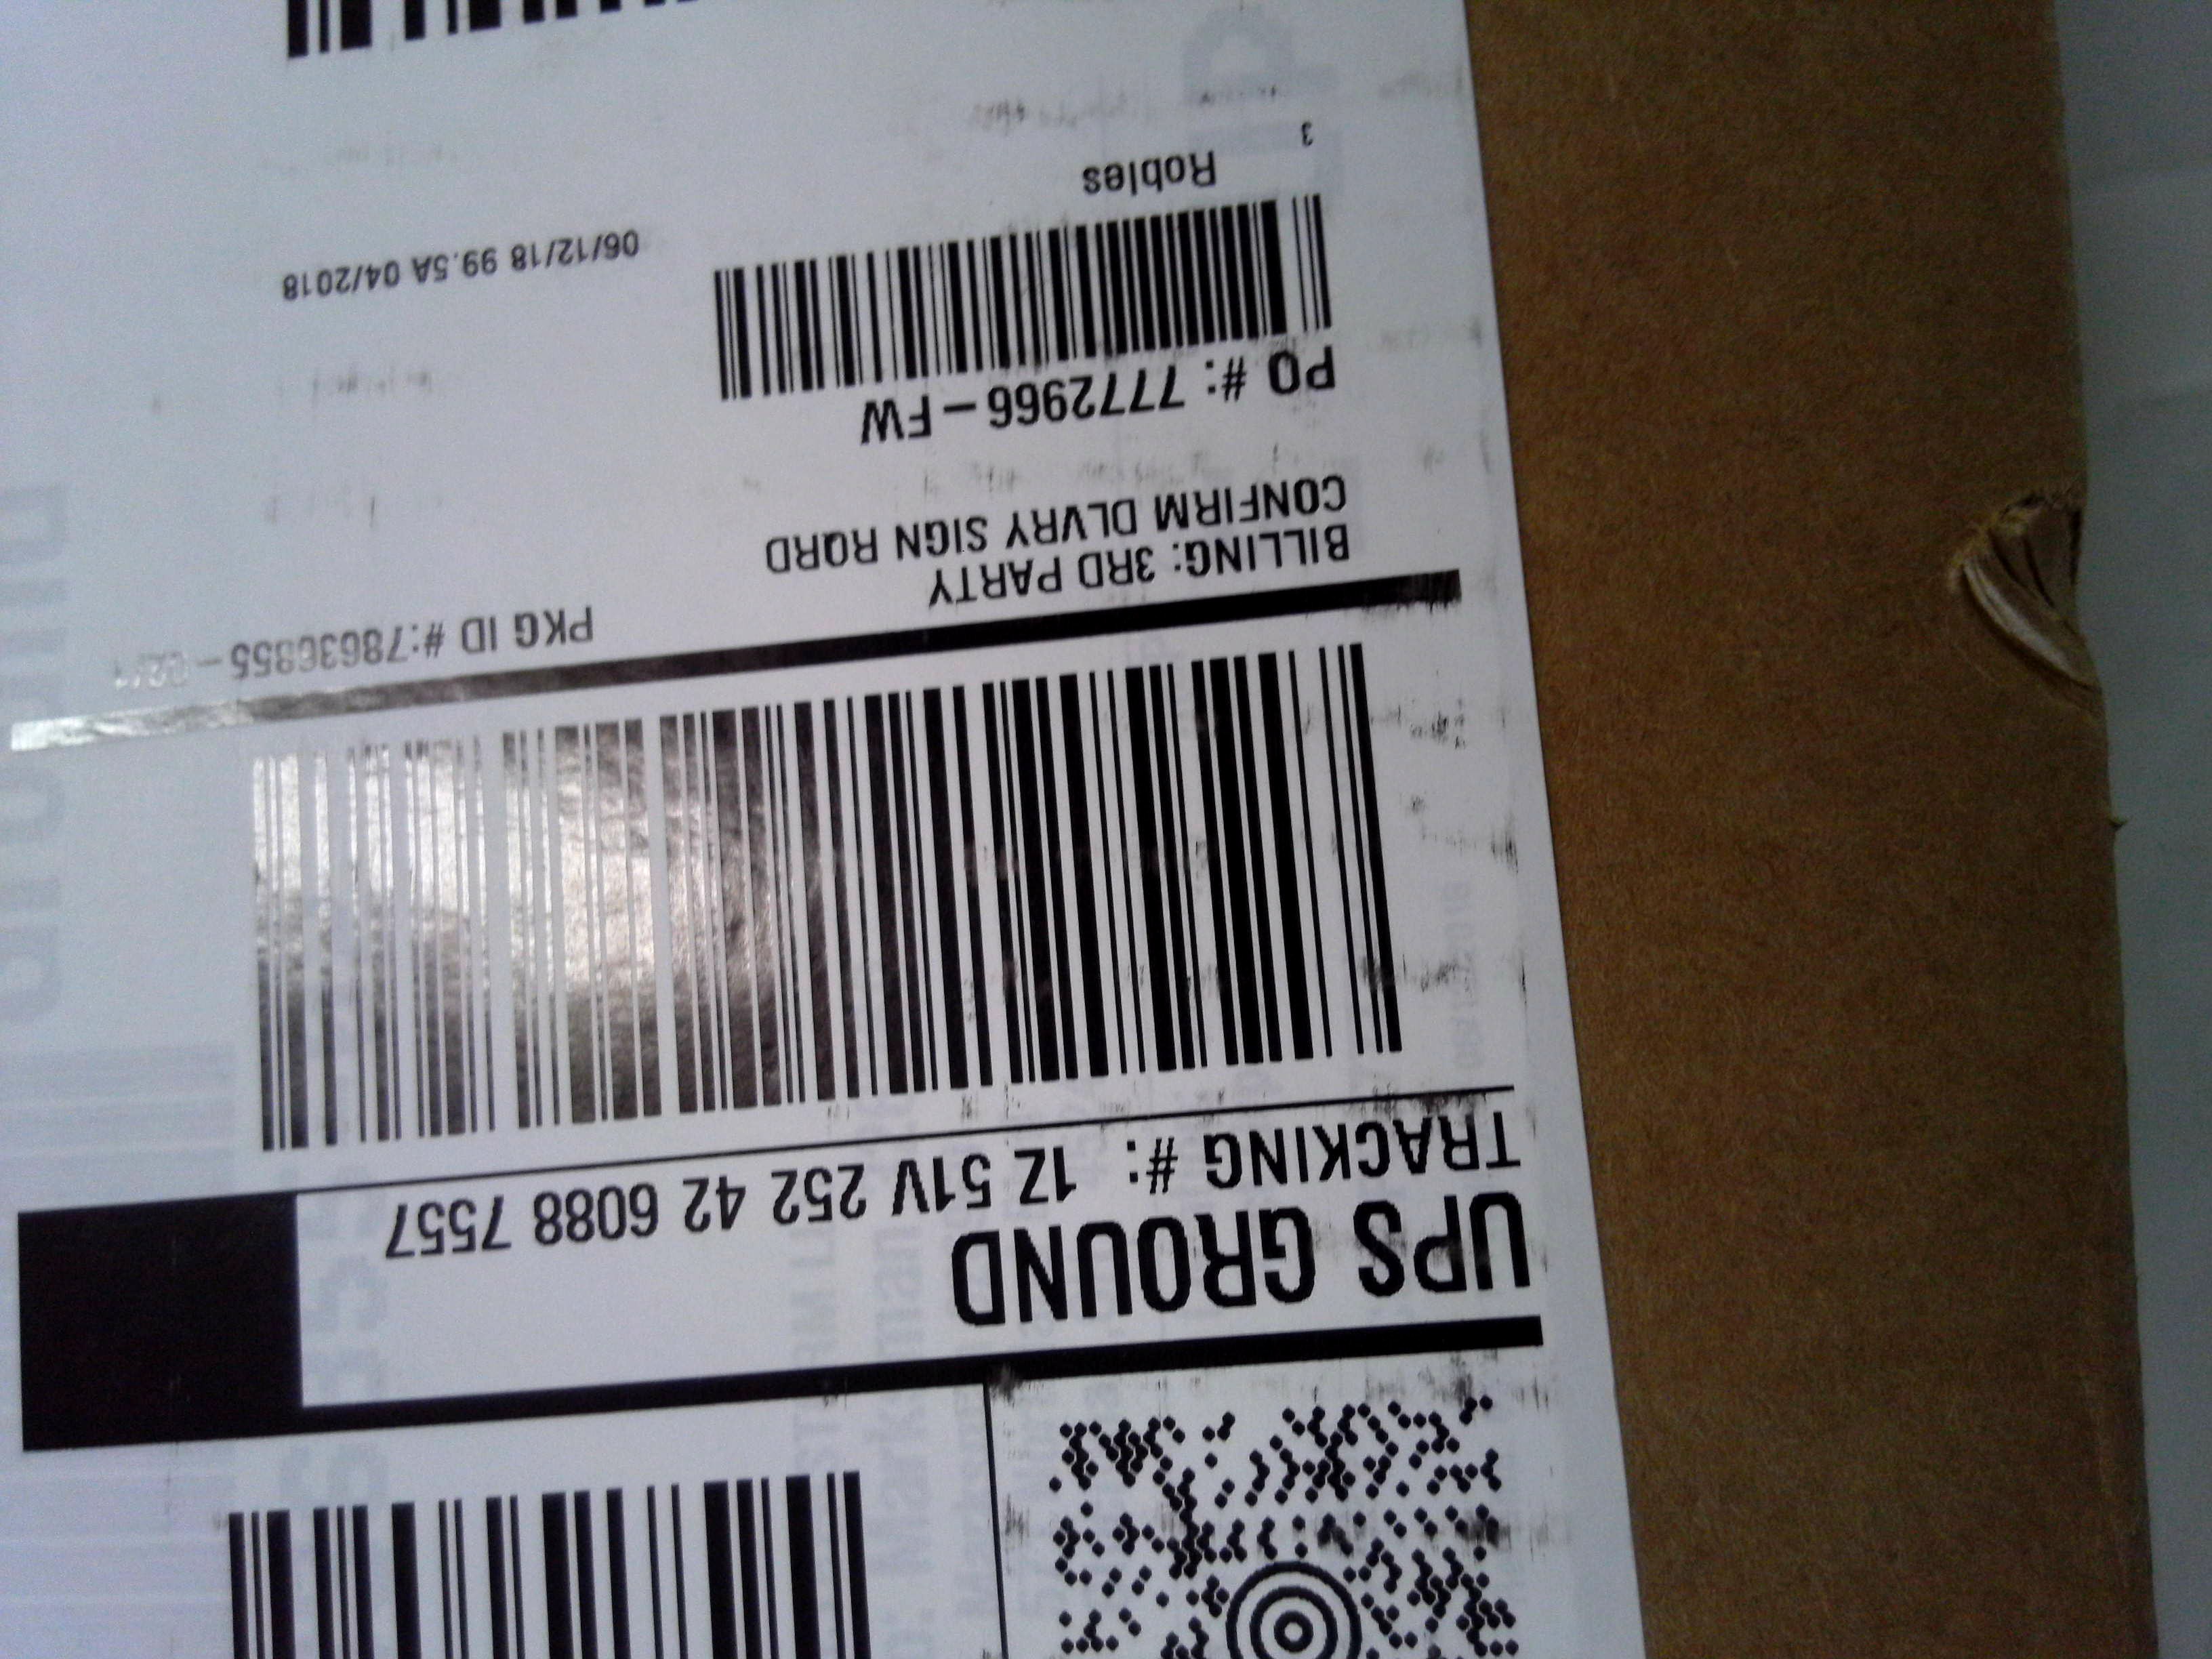 UPS GROUND
TRACKING #: 1Z 51V 252 42 6088 7557
BILLING: 3RD PARTY
CONFIRM DLVRY SIGN RQRD
PKG ID #:78636855-
PO #: 7772966-FW
Robles
3
06/12/18 99.5A 04/2018